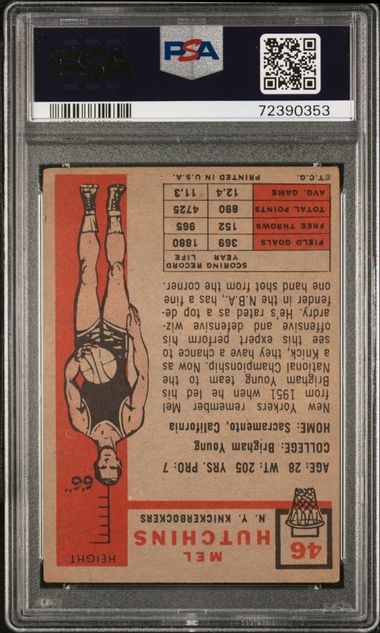 PSA
PSA
72390353
46
MEL
HUTCHINS
N. Y. KNICKERBOCKERS
HEIGHT
6'6"
AGE: 28 WT: 205 YRS. PRO: 7
COLLEGE: Brigham Young
HOME: Sacramento, California
New Yorkers remember Mel
from 1951 when he led his
Brigham Young team to the
National Championship. Now as
a Knick, they have a chance to
see this expert perform his
offensive and defensive wiz-
ardry. He's rated as a top de-
fender in the N.B.A., has a fine
one hand shot from the corner.
SCORING RECORD
YEAR LIFE
FIELD GOALS 369 1880
FREE THROWS 152 965
TOTAL POINTS 890 4725
AVG. GAME 12.4 11.3
©T.C.G. PRINTED IN U.S.A.